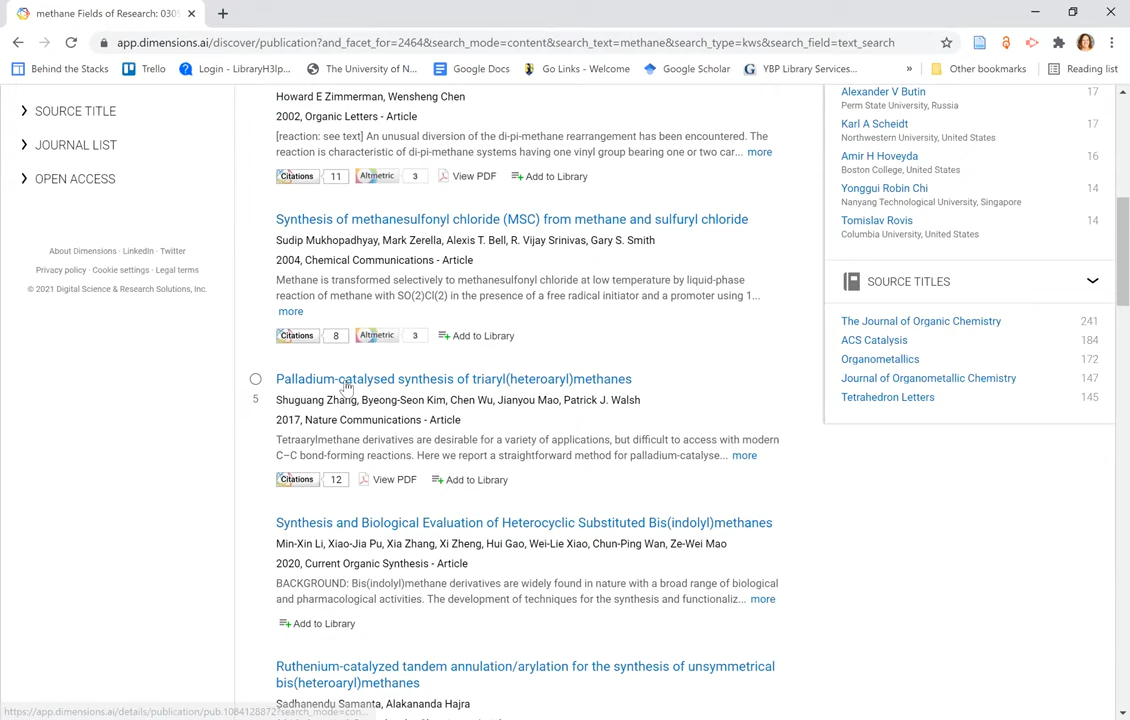 methane Fields of Research: 030
app.dimensions.ai/discover/publication?and_facet_for=2464&search_mode=content&search_text=methane&search_type=kws&search_field=text_search
Behind the Stacks
Trello
Login - LibraryH3lp...
The University of N...
Google Docs
Go Links - Welcome
Google Scholar
YBP Library Services...
»
Other bookmarks
Reading list
SOURCE TITLE
JOURNAL LIST
OPEN ACCESS
About Dimensions · LinkedIn · Twitter
Privacy policy · Cookie settings · Legal terms
© 2021 Digital Science & Research Solutions, Inc.
Howard E Zimmerman, Wensheng Chen
2002, Organic Letters - Article
[reaction: see text] An unusual diversion of the di-pi-methane rearrangement has been encountered. The
reaction is characteristic of di-pi-methane systems having one vinyl group bearing one or two car... more
Citations 11 Altmetric 3 View PDF Add to Library
Synthesis of methanesulfonyl chloride (MSC) from methane and sulfuryl chloride
Sudip Mukhopadhyay, Mark Zerella, Alexis T. Bell, R. Vijay Srinivas, Gary S. Smith
2004, Chemical Communications - Article
Methane is transformed selectively to methanesulfonyl chloride at low temperature by liquid-phase
reaction of methane with SO(2)Cl(2) in the presence of a free radical initiator and a promoter using 1...
more
Citations 8 Altmetric 3 Add to Library
Palladium-catalysed synthesis of triaryl(heteroaryl)methanes
5
Shuguang Zhang, Byeong-Seon Kim, Chen Wu, Jianyou Mao, Patrick J. Walsh
2017, Nature Communications - Article
Tetraarylmethane derivatives are desirable for a variety of applications, but difficult to access with modern
C–C bond-forming reactions. Here we report a straightforward method for palladium-catalyse... more
Citations 12 View PDF Add to Library
Synthesis and Biological Evaluation of Heterocyclic Substituted Bis(indolyl)methanes
Min-Xin Li, Xiao-Jia Pu, Xia Zhang, Xi Zheng, Hui Gao, Wei-Lie Xiao, Chun-Ping Wan, Ze-Wei Mao
2020, Current Organic Synthesis - Article
BACKGROUND: Bis(indolyl)methane derivatives are widely found in nature with a broad range of biological
and pharmacological activities. The development of techniques for the synthesis and functionaliz... more
Add to Library
Ruthenium-catalyzed tandem annulation/arylation for the synthesis of unsymmetrical
bis(heteroaryl)methanes
Sadhanendu Samanta, Alakananda Hajra
Alexander V Butin 17
Perm State University, Russia
Karl A Scheidt 17
Northwestern University, United States
Amir H Hoveyda 16
Boston College, United States
Yonggui Robin Chi 14
Nanyang Technological University, Singapore
Tomislav Rovis 14
Columbia University, United States
SOURCE TITLES
The Journal of Organic Chemistry 241
ACS Catalysis 184
Organometallics 172
Journal of Organometallic Chemistry 147
Tetrahedron Letters 145
https://app.dimensions.ai/details/publication/pub.1084128872?search_mode=con...